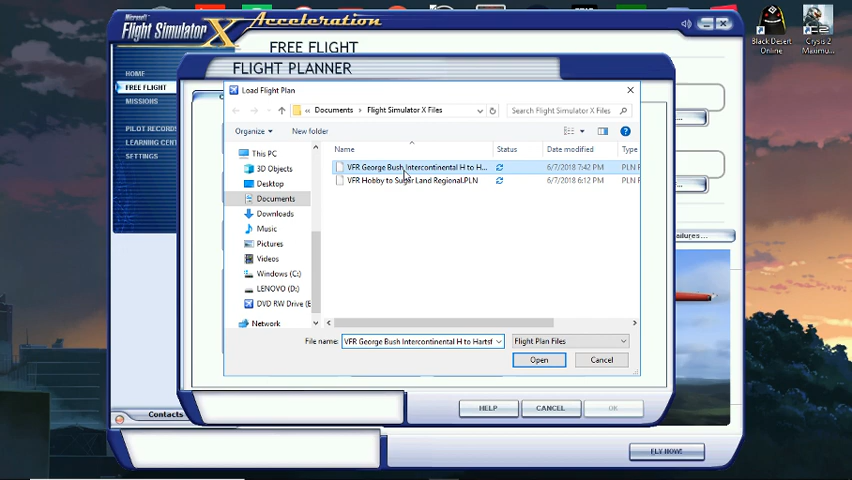 Microsoft
Flight Simulator X
Acceleration
FREE FLIGHT
FLIGHT PLANNER
HOME
FREE FLIGHT
MISSIONS
PILOT RECORDS
LEARNING CEN
SETTINGS
Load Flight Plan
« Documents > Flight Simulator X Files
Search Flight Simulator X Files
Organize
New folder
Name
Status
Date modified
Type
This PC
3D Objects
Desktop
Documents
Downloads
Music
Pictures
Videos
Windows (C:)
LENOVO (D:)
DVD RW Drive (E
Network
VFR George Bush Intercontinental H to H...
6/7/2018 7:42 PM
PLN F
VFR Hobby to Sugar Land Regional.PLN
6/7/2018 6:12 PM
PLN F
File name:
VFR George Bush Intercontinental H to Hartsf
Flight Plan Files
Open
Cancel
ailures...
Contacts
HELP
CANCEL
OK
FLY NOW!
Black Desert
Online
Crysis 2
Maximu...